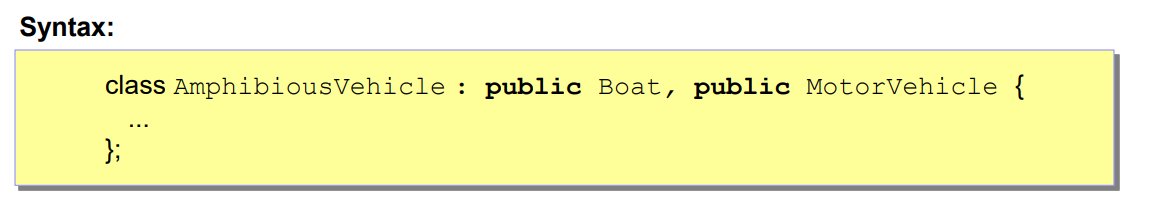 Syntax:
class AmphibiousVehicle : public Boat, public MotorVehicle {
...
};